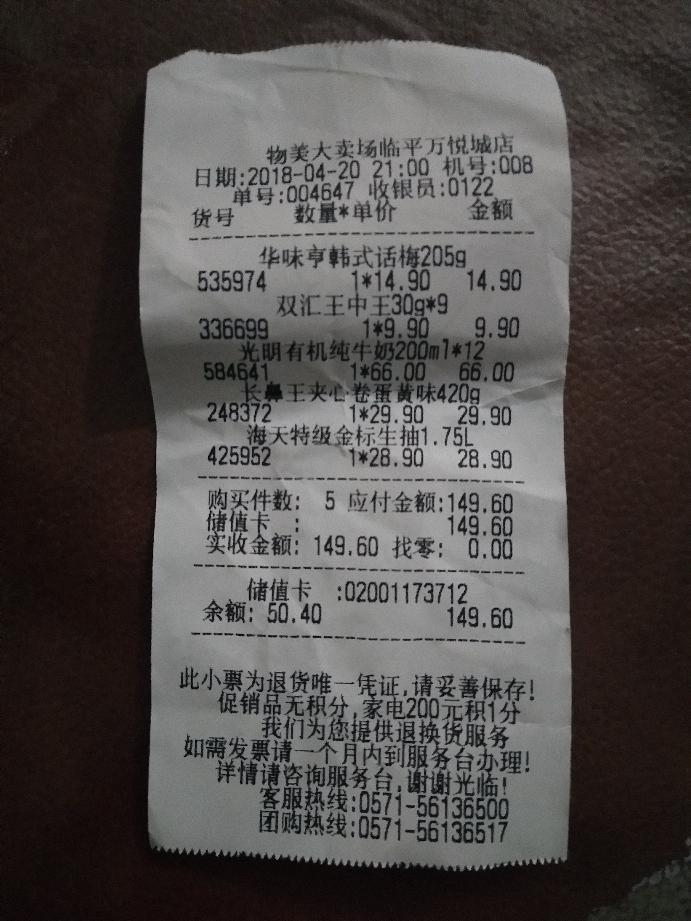 物美大卖场临平万悦城店
日期:2018-04-20 21:00 机号:008
单号:004647 收银员:0122
货号 数量*单价 金额
华味亨韩式话梅205g
535974 1*14.90 14.90
双汇王中王30g*9
336699 1*9.90 9.90
光明有机纯牛奶200ml*12
584641 1*66.00 66.00
长鼻王夹心卷蛋黄味420g
248372 1*29.90 29.90
海天特级金标生抽1.75L
425952 1*28.90 28.90
购买件数: 5 应付金额:149.60
储值卡 : 149.60
实收金额: 149.60 找零: 0.00
储值卡 :02001173712
余额: 50.40 149.60
此小票为退货唯一凭证,请妥善保存!
促销品无积分,家电200元积1分
我们为您提供退换货服务
如需发票请一个月内到服务台办理!
详情请咨询服务台,谢谢光临!
客服热线:0571-56136500
团购热线:0571-56136517